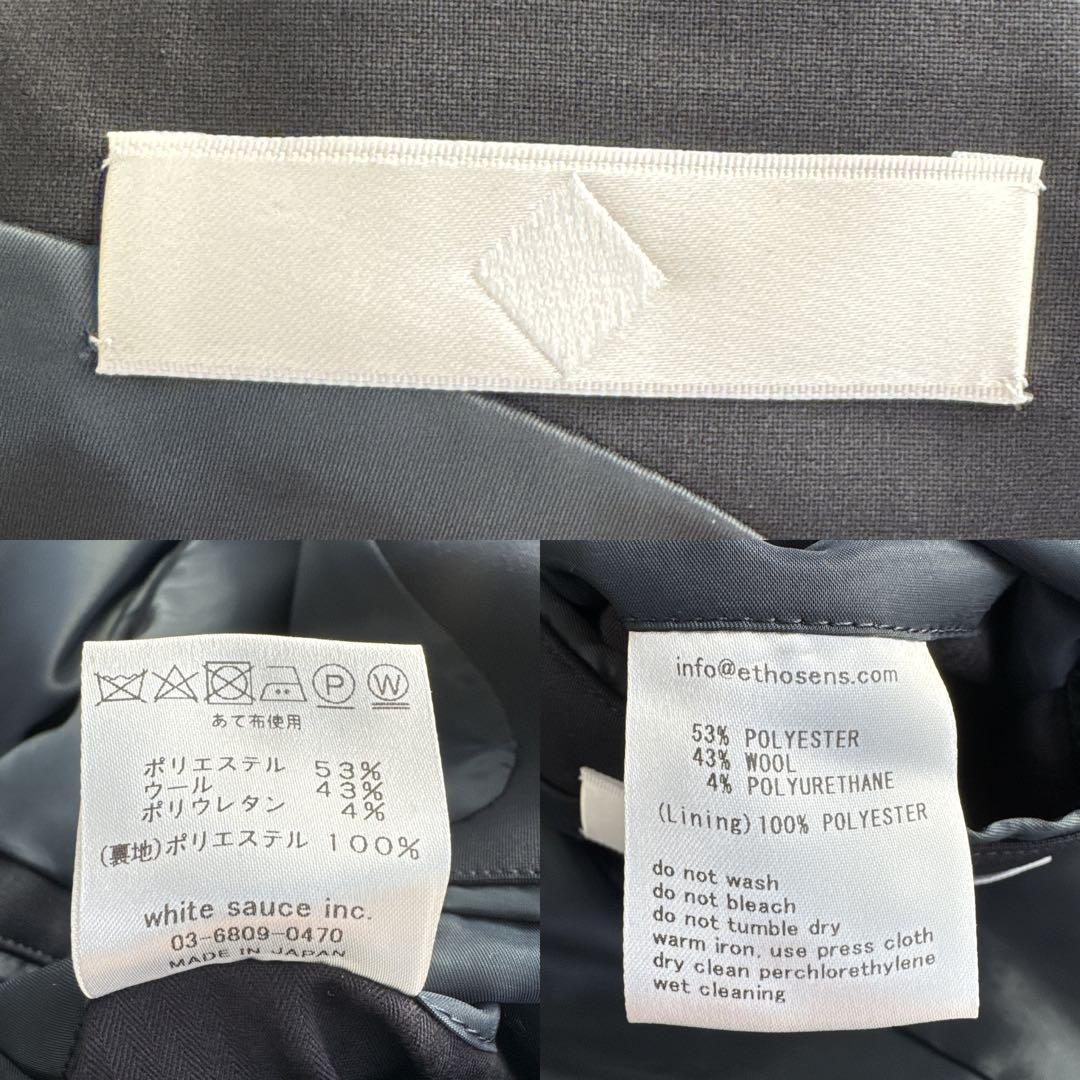 あて布使用
ポリエステル 53%
ウール 43%
ポリウレタン 4%
(裏地)ポリエステル 100%
white sauce inc.
03-6809-0470
MADE IN JAPAN
info@ethosens.com
53% POLYESTER
43% WOOL
4% POLYURETHANE
(Lining)100% POLYESTER
do not wash
do not bleach
do not tumble dry
warm iron, use press cloth
dry clean perchlorethylene
wet cleaning